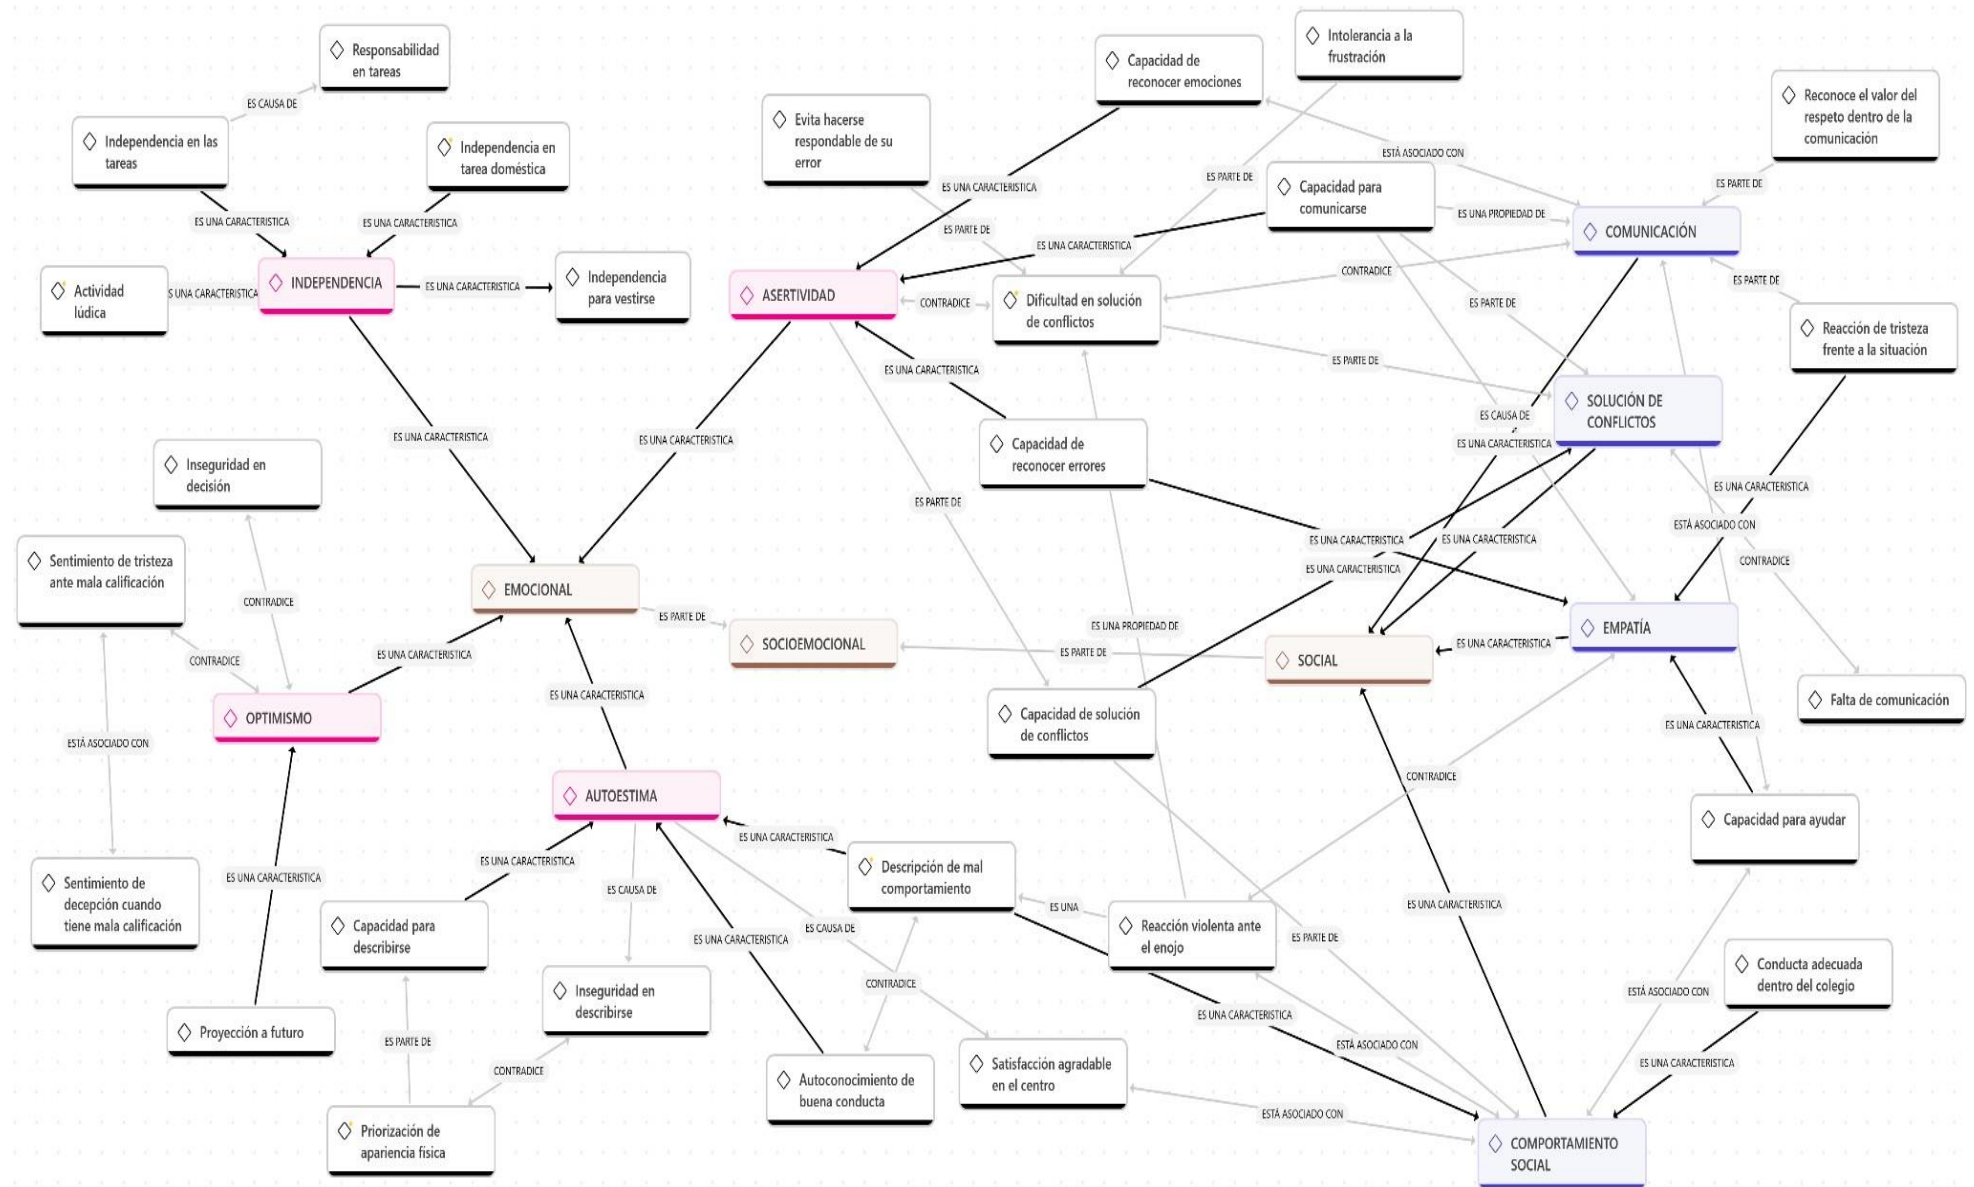 Responsabilidad
en tareas
Intolerancia a la
frustración
Capacidad de
reconocer emociones
Reconoce el valor del
respeto dentro de la
comunicación
ES CAUSA DE
Evita hacerse
respondable de su
error
Independencia en las
tareas
Independencia en
tarea doméstica
ESTÁ ASOCIADO CON
ES PARTE DE
ES PARTE DE
Capacidad para
comunicarse
ES UNA CARACTERISTICA
ES UNA PROPIEDAD DE
ES UNA CARACTERISTICA
ES UNA CARACTERISTICA
ES PARTE DE
COMUNICACIÓN
ES UNA CARACTERISTICA
Actividad
lúdica
S UNA CARACTERISTICA
INDEPENDENCIA
ES UNA CARACTERISTICA
Independencia
para vestirse
ASERTIVIDAD
CONTRADICE
Dificultad en solución
de conflictos
CONTRADICE
ES PARTE DE
ES PARTE DE
Reacción de tristeza
frente a la situación
ES UNA CARACTERISTICA
ES PARTE DE
SOLUCIÓN DE
CONFLICTOS
ES CAUSA DE
ES UNA CARACTERISTICA
ES UNA CARACTERISTICA
ES UNA CARACTERISTICA
Capacidad de
reconocer errores
Inseguridad en
decisión
ES PARTE DE
ES UNA CARACTERISTICA
ESTÁ ASOCIADO CON
ES UNA CARACTERISTICA
ES UNA CARACTERISTICA
ES UNA CARACTERISTICA
CONTRADICE
Sentimiento de tristeza
ante mala calificación
CONTRADICE
EMOCIONAL
ES PARTE DE
SOCIOEMOCIONAL
ES UNA PROPIEDAD DE
ES PARTE DE
SOCIAL
ES UNA CARACTERISTICA
EMPATÍA
CONTRADICE
ES UNA CARACTERISTICA
ES UNA CARACTERISTICA
OPTIMISMO
Capacidad de solución
de conflictos
Falta de comunicación
ES UNA CARACTERISTICA
ESTÁ ASOCIADO CON
CONTRADICE
AUTOESTIMA
ES UNA CARACTERISTICA
Capacidad para ayudar
ES UNA CARACTERISTICA
Descripción de mal
comportamiento
Sentimiento de
decepción cuando
tiene mala calificación
ES UNA CARACTERISTICA
ES CAUSA DE
ES UNA
ES UNA CARACTERISTICA
Capacidad para
describirse
ES UNA CARACTERISTICA
ES CAUSA DE
Reacción violenta ante
el enojo
ES PARTE DE
Conducta adecuada
dentro del colegio
CONTRADICE
Inseguridad en
describirse
ESTÁ ASOCIADO CON
Proyección a futuro
ES PARTE DE
ES UNA CARACTERISTICA
ESTÁ ASOCIADO CON
CONTRADICE
Autoconocimiento de
buena conducta
Satisfacción agradable
en el centro
ES UNA CARACTERISTICA
ESTÁ ASOCIADO CON
Priorización de
apariencia fisica
COMPORTAMIENTO
SOCIAL